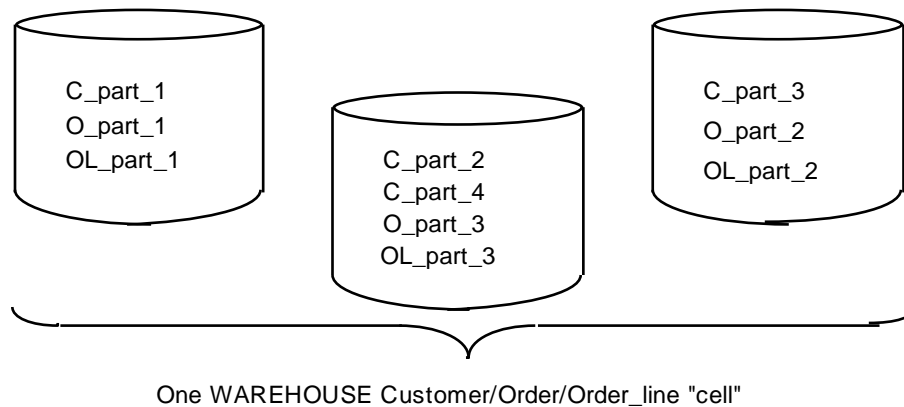 C_part_1
O_part_1
OL_part_1
C_part_2
C_part_4
O_part_3
OL_part_3
C_part_3
O_part_2
OL_part_2
One WAREHOUSE Customer/Order/Order_line "cell"